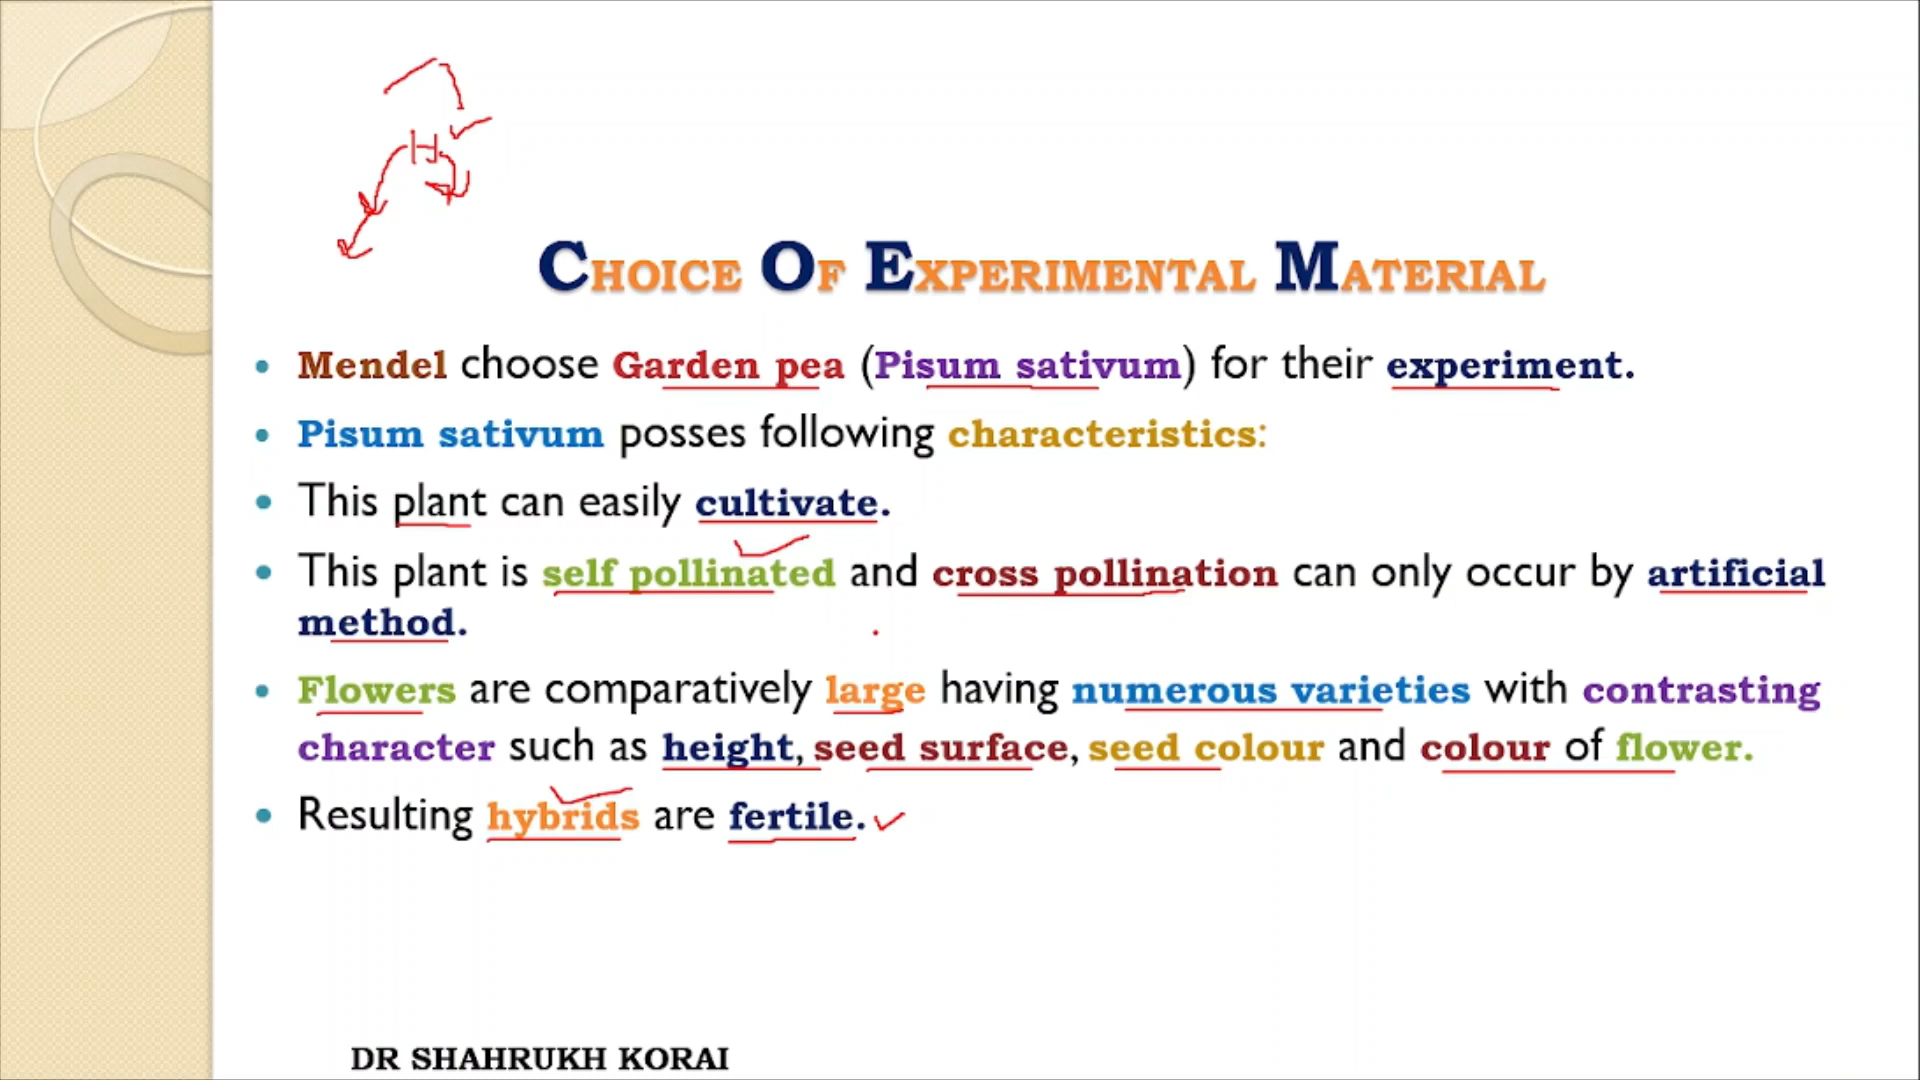 H
CHOICE OF EXPERIMENTAL MATERIAL
• Mendel choose Garden pea (Pisum sativum) for their experiment.
• Pisum sativum posses following characteristics:
• This plant can easily cultivate.
• This plant is self pollinated and cross pollination can only occur by artificial
method.
• Flowers are comparatively large having numerous varieties with contrasting
character such as height, seed surface, seed colour and colour of flower.
• Resulting hybrids are fertile.
DR SHAHRUKH KORAI